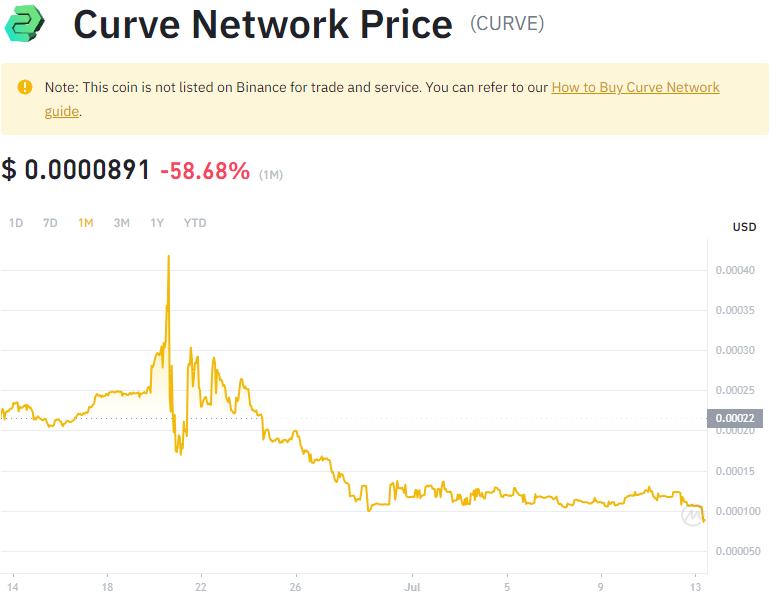 Curve Network Price (CURVE)
Note: This coin is not listed on Binance for trade and service. You can refer to our How to Buy Curve Network
guide.
$ 0.0000891 -58.68% (1M)
1D 7D 1M 3M 1Y YTD
USD
0.00040
0.00035
0.00030
0.00025
0.00022
0.00020
0.00015
0.000100
0.000050
14 18 22 26 Jul 5 9 13